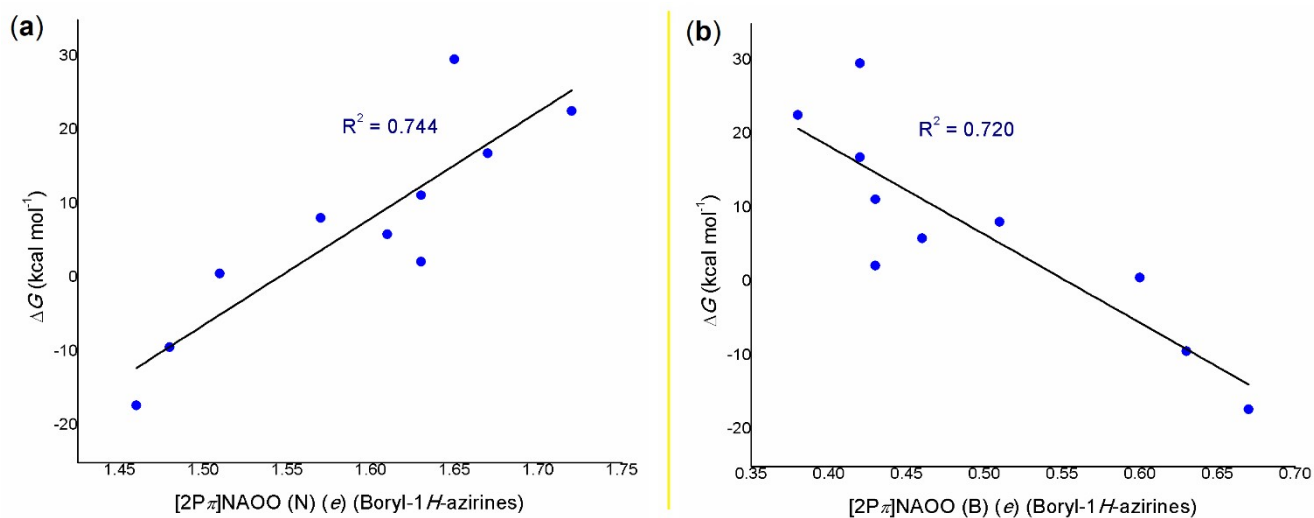 (a)
30
20
10
0
-10
-20
ΔG (kcal mol⁻¹)
R² = 0.744
1.45 1.50 1.55 1.60 1.65 1.70 1.75
[2Pπ]NAOO (N) (e) (Boryl-1H-azirines)
(b)
30
20
10
0
-10
-20
ΔG (kcal mol⁻¹)
R² = 0.720
0.35 0.40 0.45 0.50 0.55 0.60 0.65 0.70
[2Pπ]NAOO (B) (e) (Boryl-1H-azirines)